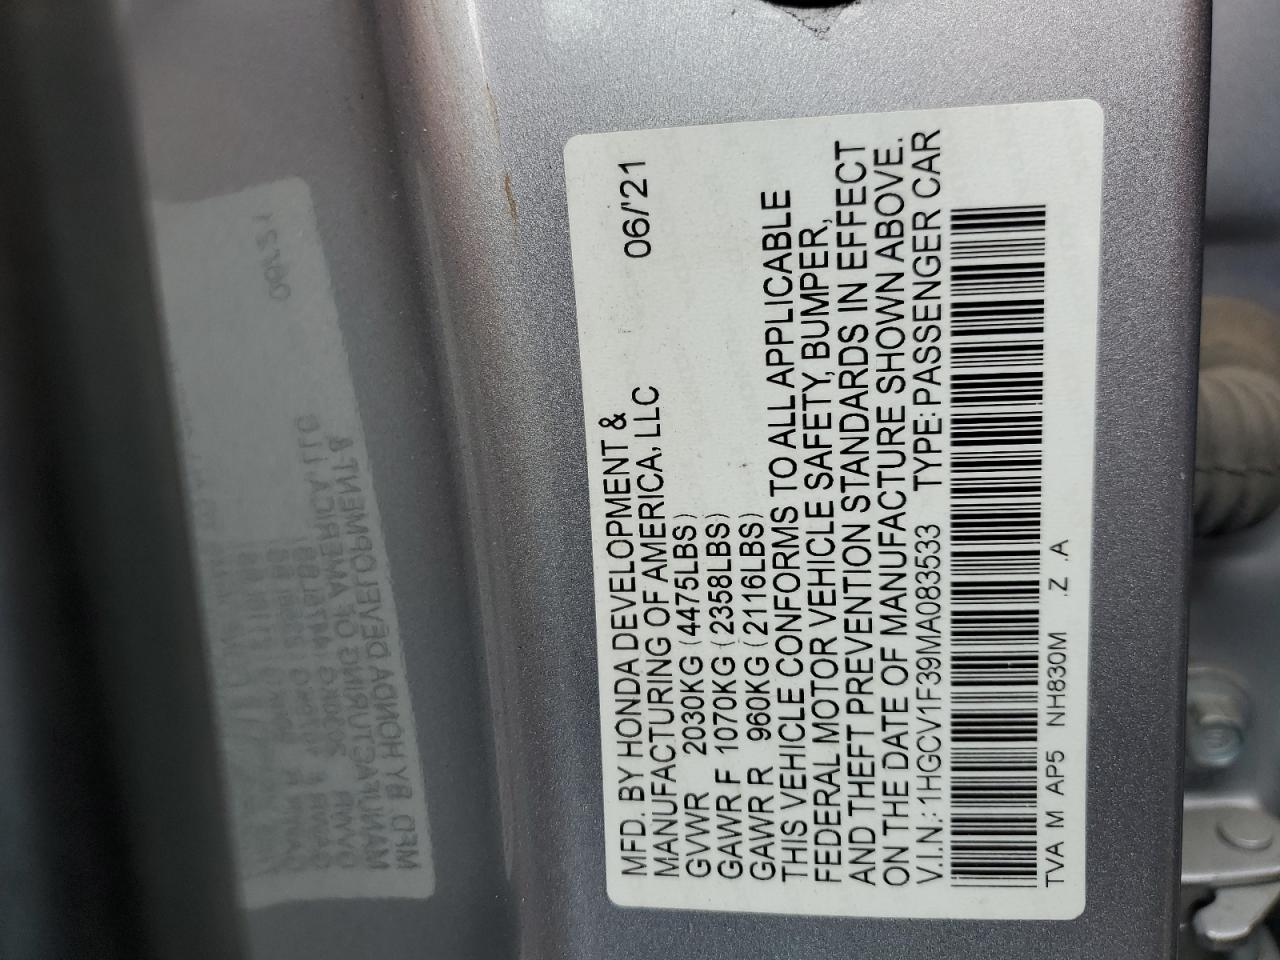 MFD. BY HONDA DEVELOPMENT & 06/'21
MANUFACTURING OF AMERICA, LLC
GVWR 2030KG (4475LBS)
GAWR F 1070KG (2358LBS)
GAWR R 960KG (2116LBS)
THIS VEHICLE CONFORMS TO ALL APPLICABLE
FEDERAL MOTOR VEHICLE SAFETY, BUMPER,
AND THEFT PREVENTION STANDARDS IN EFFECT
ON THE DATE OF MANUFACTURE SHOWN ABOVE.
V.I.N.: 1HGCV1F39MA083533 TYPE: PASSENGER CAR
TVA M AP5 NH830M .Z .A